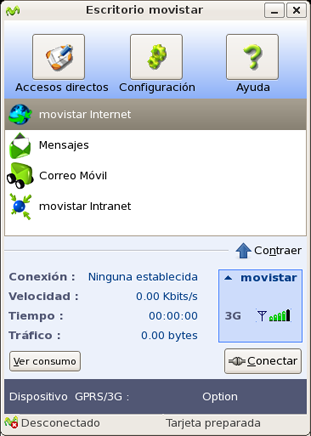 Escritorio movistar
Accesos directos Configuración Ayuda
movistar Internet
Mensajes
Correo Móvil
movistar Intranet
Contraer
Conexión : Ninguna establecida
Velocidad : 0.00 Kbits/s
Tiempo : 00:00:00
Tráfico : 0.00 bytes
movistar
3G
Ver consumo
Conectar
Dispositivo GPRS/3G : Option
Desconectado Tarjeta preparada